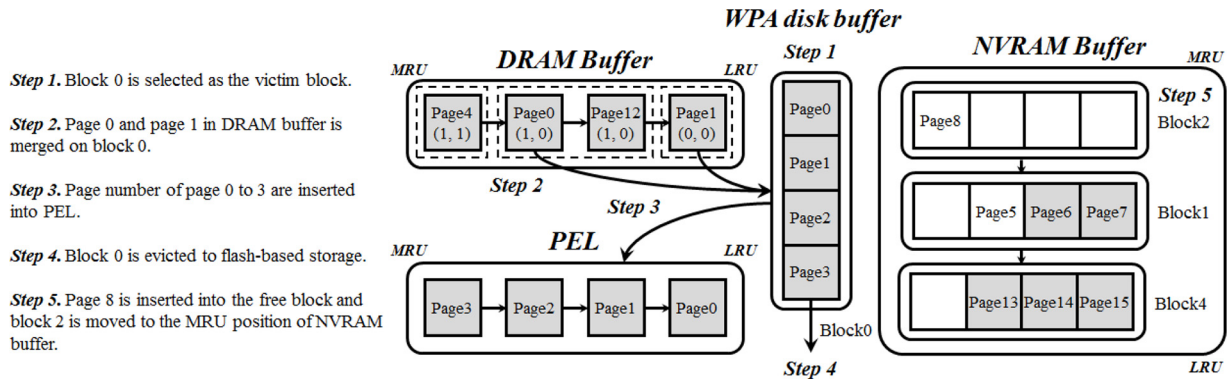 Step 1. Block 0 is selected as the victim block.
Step 2. Page 0 and page 1 in DRAM buffer is
merged on block 0.
Step 3. Page number of page 0 to 3 are inserted
into PEL.
Step 4. Block 0 is evicted to flash-based storage.
Step 5. Page 8 is inserted into the free block and
block 2 is moved to the MRU position of NVRAM
buffer.
DRAM Buffer
MRU
LRU
Page4
(1, 1)
Page0
(1, 0)
Page12
(1, 0)
Page1
(0, 0)
Step 2
Step 3
PEL
MRU
LRU
Page3
Page2
Page1
Page0
WPA disk buffer
Step 1
Page0
Page1
Page2
Page3
Block0
Step 4
NVRAM Buffer
MRU
Step 5
Page8
Block2
Page5
Page6
Page7
Block1
Page13
Page14
Page15
Block4
LRU